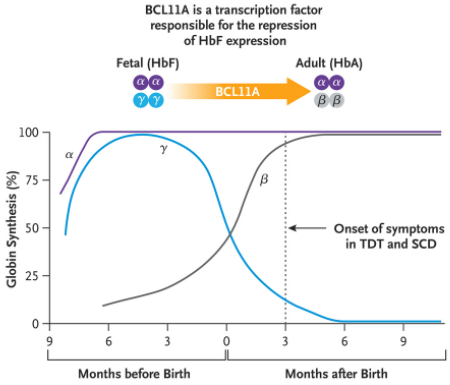 BCL11A is a transcription factor
responsible for the repression
of HbF expression
Fetal (HbF)
Adult (HbA)
α α
γ γ
BCL11A
α α
β β
100
75
50
25
0
Globin Synthesis (%)
α
γ
β
Onset of symptoms
in TDT and SCD
9 6 3 0 3 6 9
Months before Birth
Months after Birth